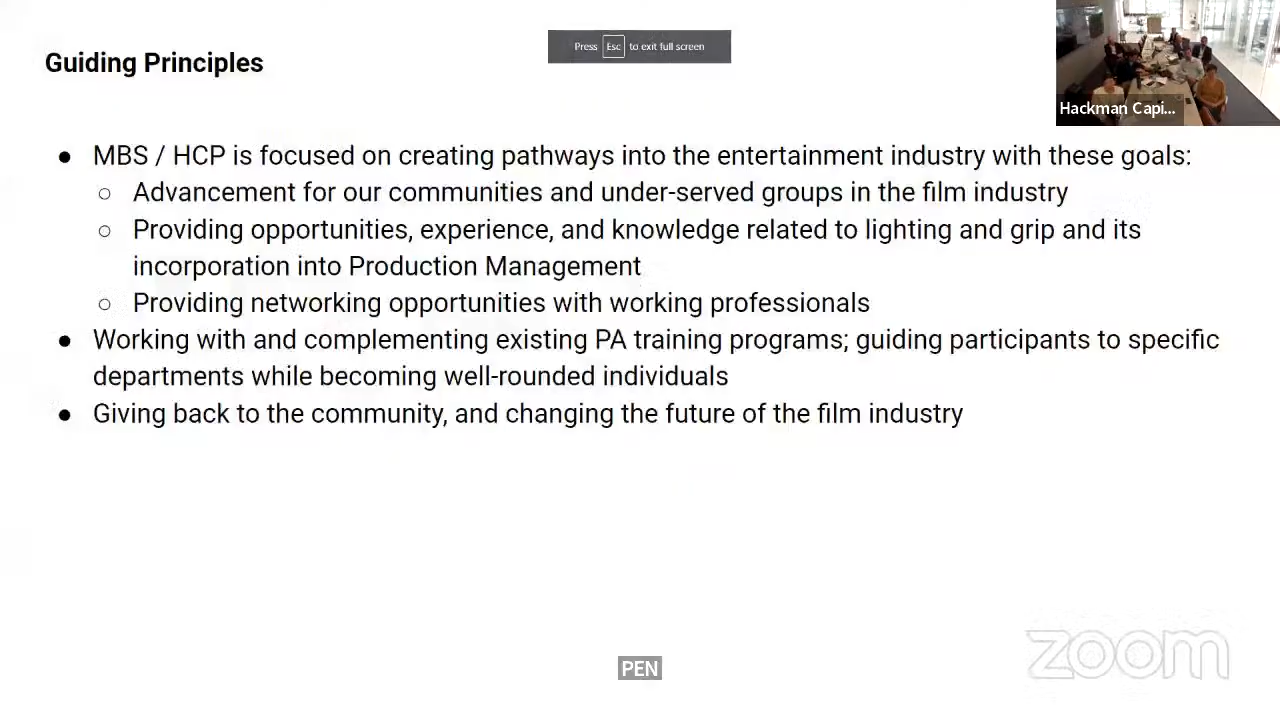 Guiding Principles
Press Esc to exit full screen
Hackman Capi...
● MBS / HCP is focused on creating pathways into the entertainment industry with these goals:
○ Advancement for our communities and under-served groups in the film industry
○ Providing opportunities, experience, and knowledge related to lighting and grip and its
incorporation into Production Management
○ Providing networking opportunities with working professionals
● Working with and complementing existing PA training programs; guiding participants to specific
departments while becoming well-rounded individuals
● Giving back to the community, and changing the future of the film industry
zoom
PEN